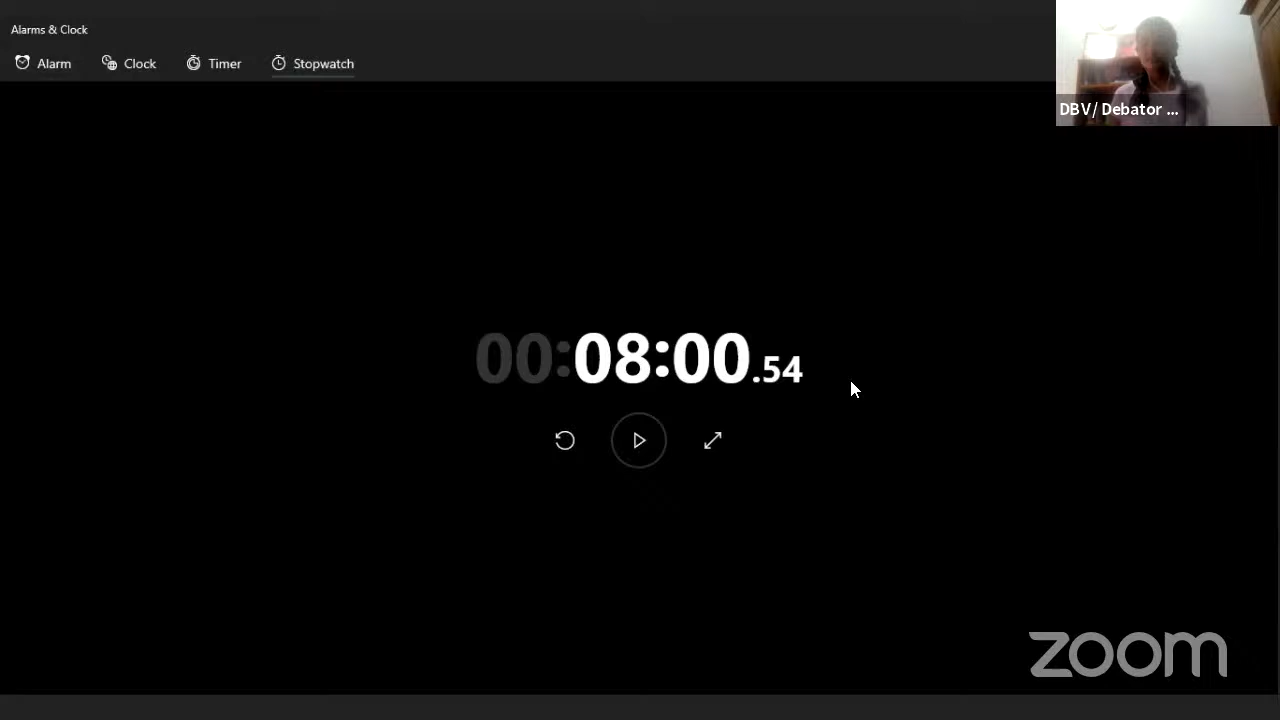 Alarms & Clock
Alarm Clock Timer Stopwatch
DBV/ Debator ...
00:08:00.54
zoom